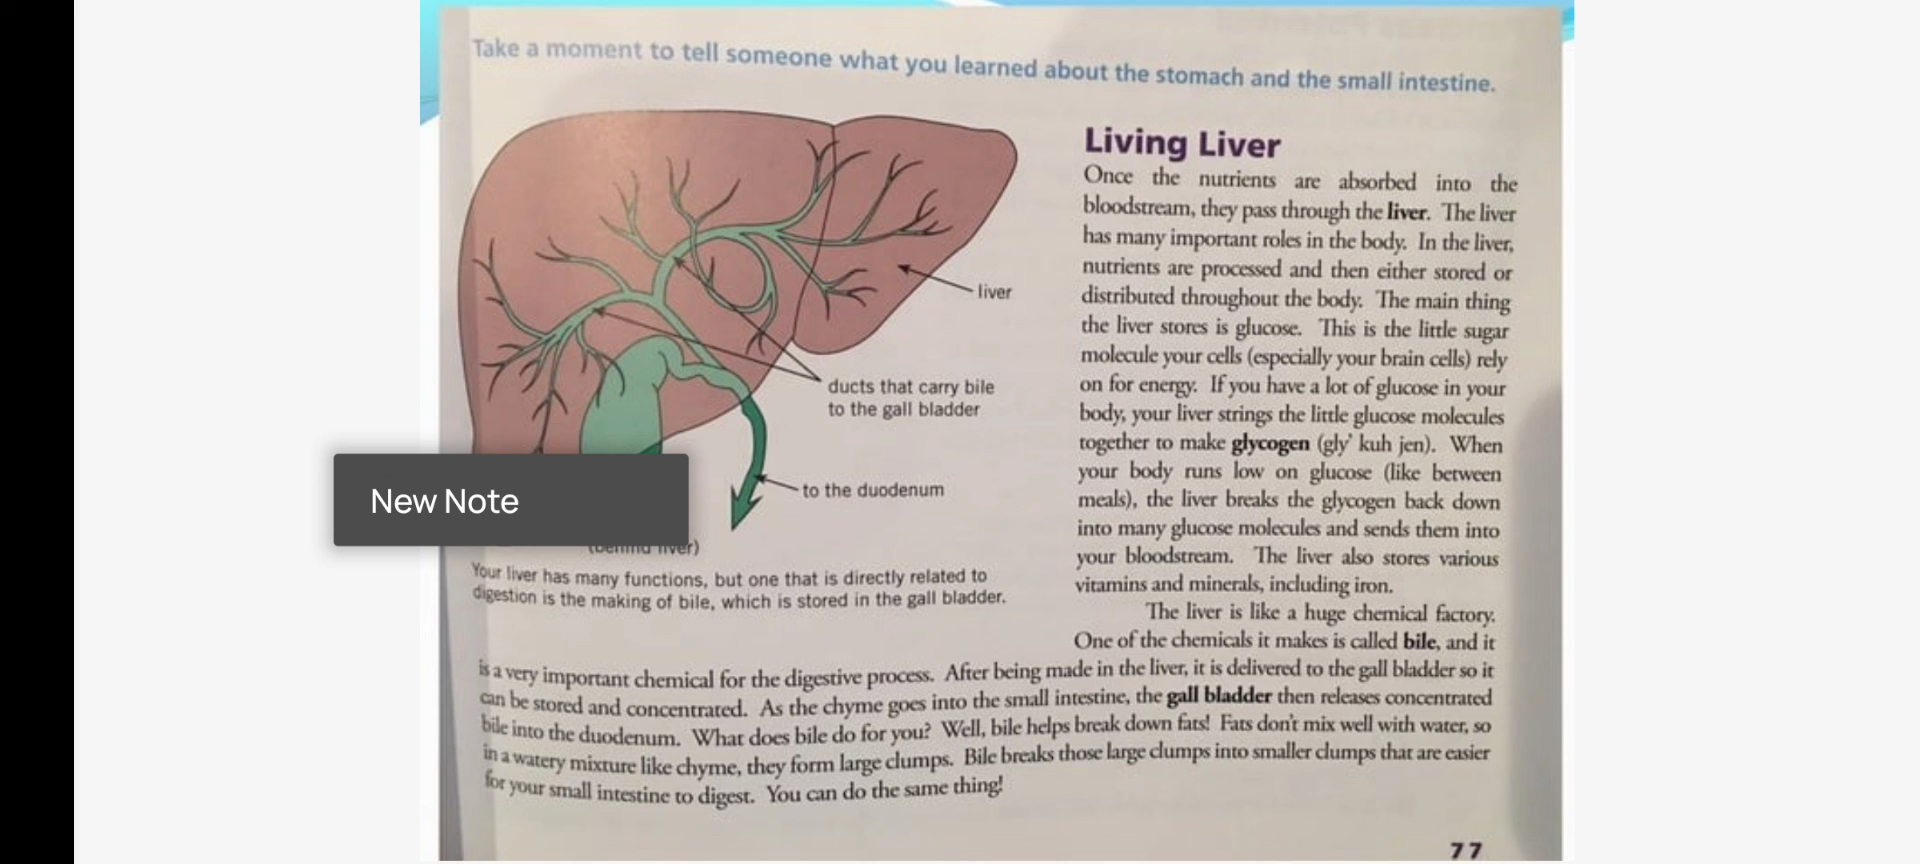 Take a moment to tell someone what you learned about the stomach and the small intestine.
liver
ducts that carry bile
to the gall bladder
to the duodenum
New Note
(behind liver)
Your liver has many functions, but one that is directly related to
digestion is the making of bile, which is stored in the gall bladder.
Living Liver
Once the nutrients are absorbed into the
bloodstream, they pass through the liver. The liver
has many important roles in the body. In the liver,
nutrients are processed and then either stored or
distributed throughout the body. The main thing
the liver stores is glucose. This is the little sugar
molecule your cells (especially your brain cells) rely
on for energy. If you have a lot of glucose in your
body, your liver strings the little glucose molecules
together to make glycogen (gly' kuh jen). When
your body runs low on glucose (like between
meals), the liver breaks the glycogen back down
into many glucose molecules and sends them into
your bloodstream. The liver also stores various
vitamins and minerals, including iron.
The liver is like a huge chemical factory.
One of the chemicals it makes is called bile, and it
is a very important chemical for the digestive process. After being made in the liver, it is delivered to the gall bladder so it
can be stored and concentrated. As the chyme goes into the small intestine, the gall bladder then releases concentrated
bile into the duodenum. What does bile do for you? Well, bile helps break down fats! Fats don't mix well with water, so
in a watery mixture like chyme, they form large clumps. Bile breaks those large clumps into smaller clumps that are easier
for your small intestine to digest. You can do the same thing!
77